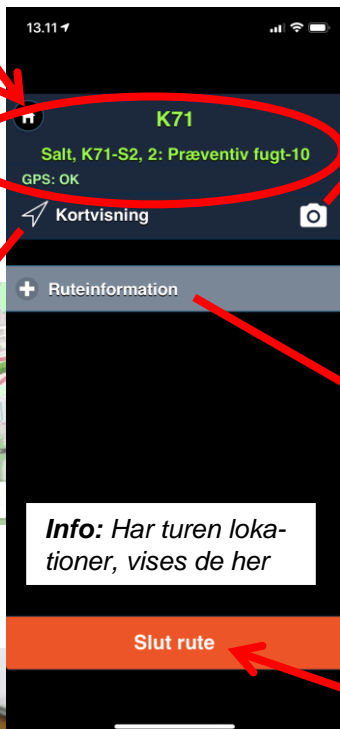 13.11
K71
Salt, K71-S2, 2: Præventiv fugt-10
GPS: OK
Kortvisning
Ruteinformation
Info: Har turen loka-
tioner, vises de her
Slut rute